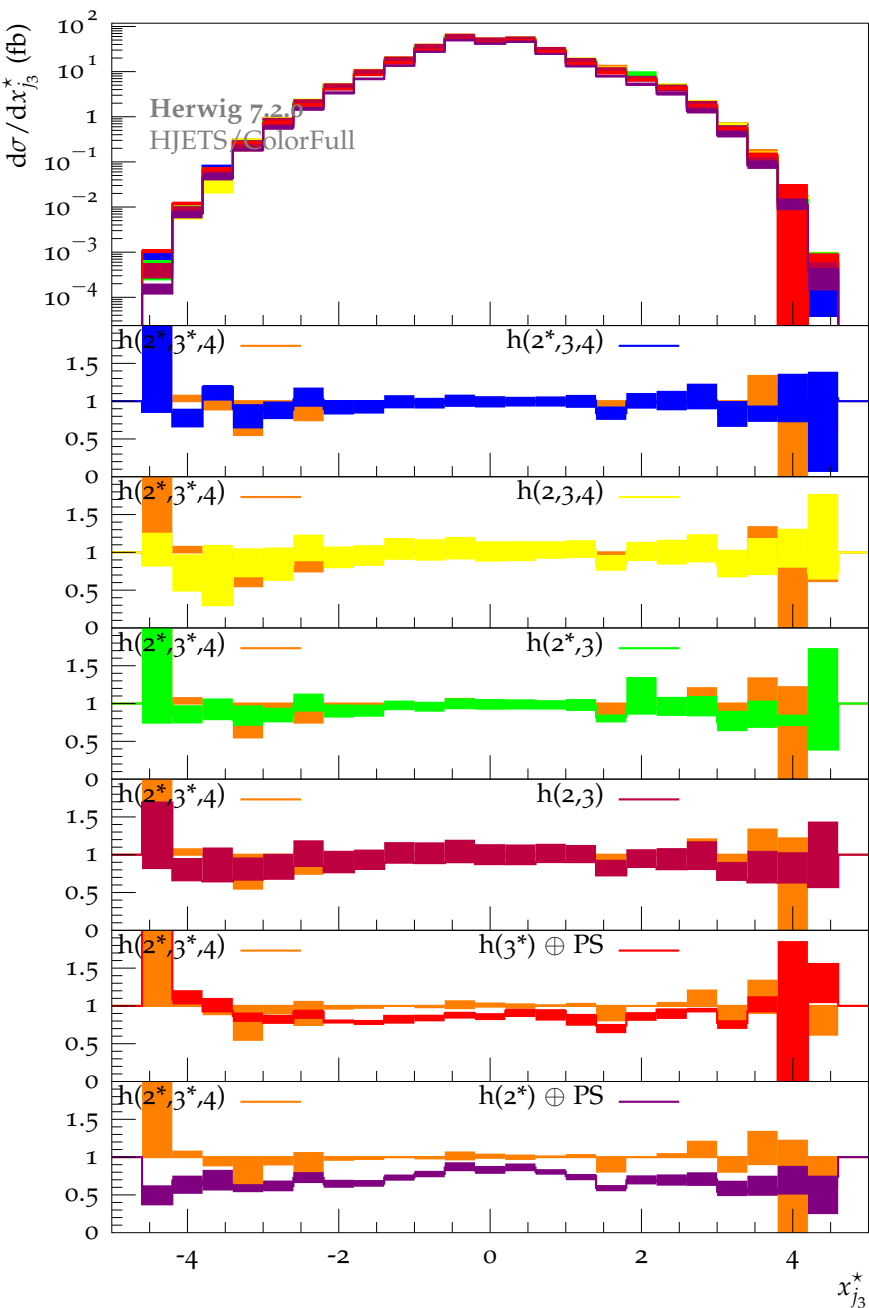 dσ/dx⋆j₃ (fb)
10²
10¹
1
10⁻¹
10⁻²
10⁻³
10⁻⁴
Herwig 7.2.0
HJETS/ColorFull
h(2*,3*,4) h(2*,3,4)
1.5
1
0.5
0
h(2*,3*,4) h(2,3,4)
1.5
1
0.5
0
h(2*,3*,4) h(2*,3)
1.5
1
0.5
0
h(2*,3*,4) h(2,3)
1.5
1
0.5
0
h(2*,3*,4) h(3*) ⊕ PS
1.5
1
0.5
0
h(2*,3*,4) h(2*) ⊕ PS
1.5
1
0.5
0
-4 -2 0 2 4
x⋆j₃